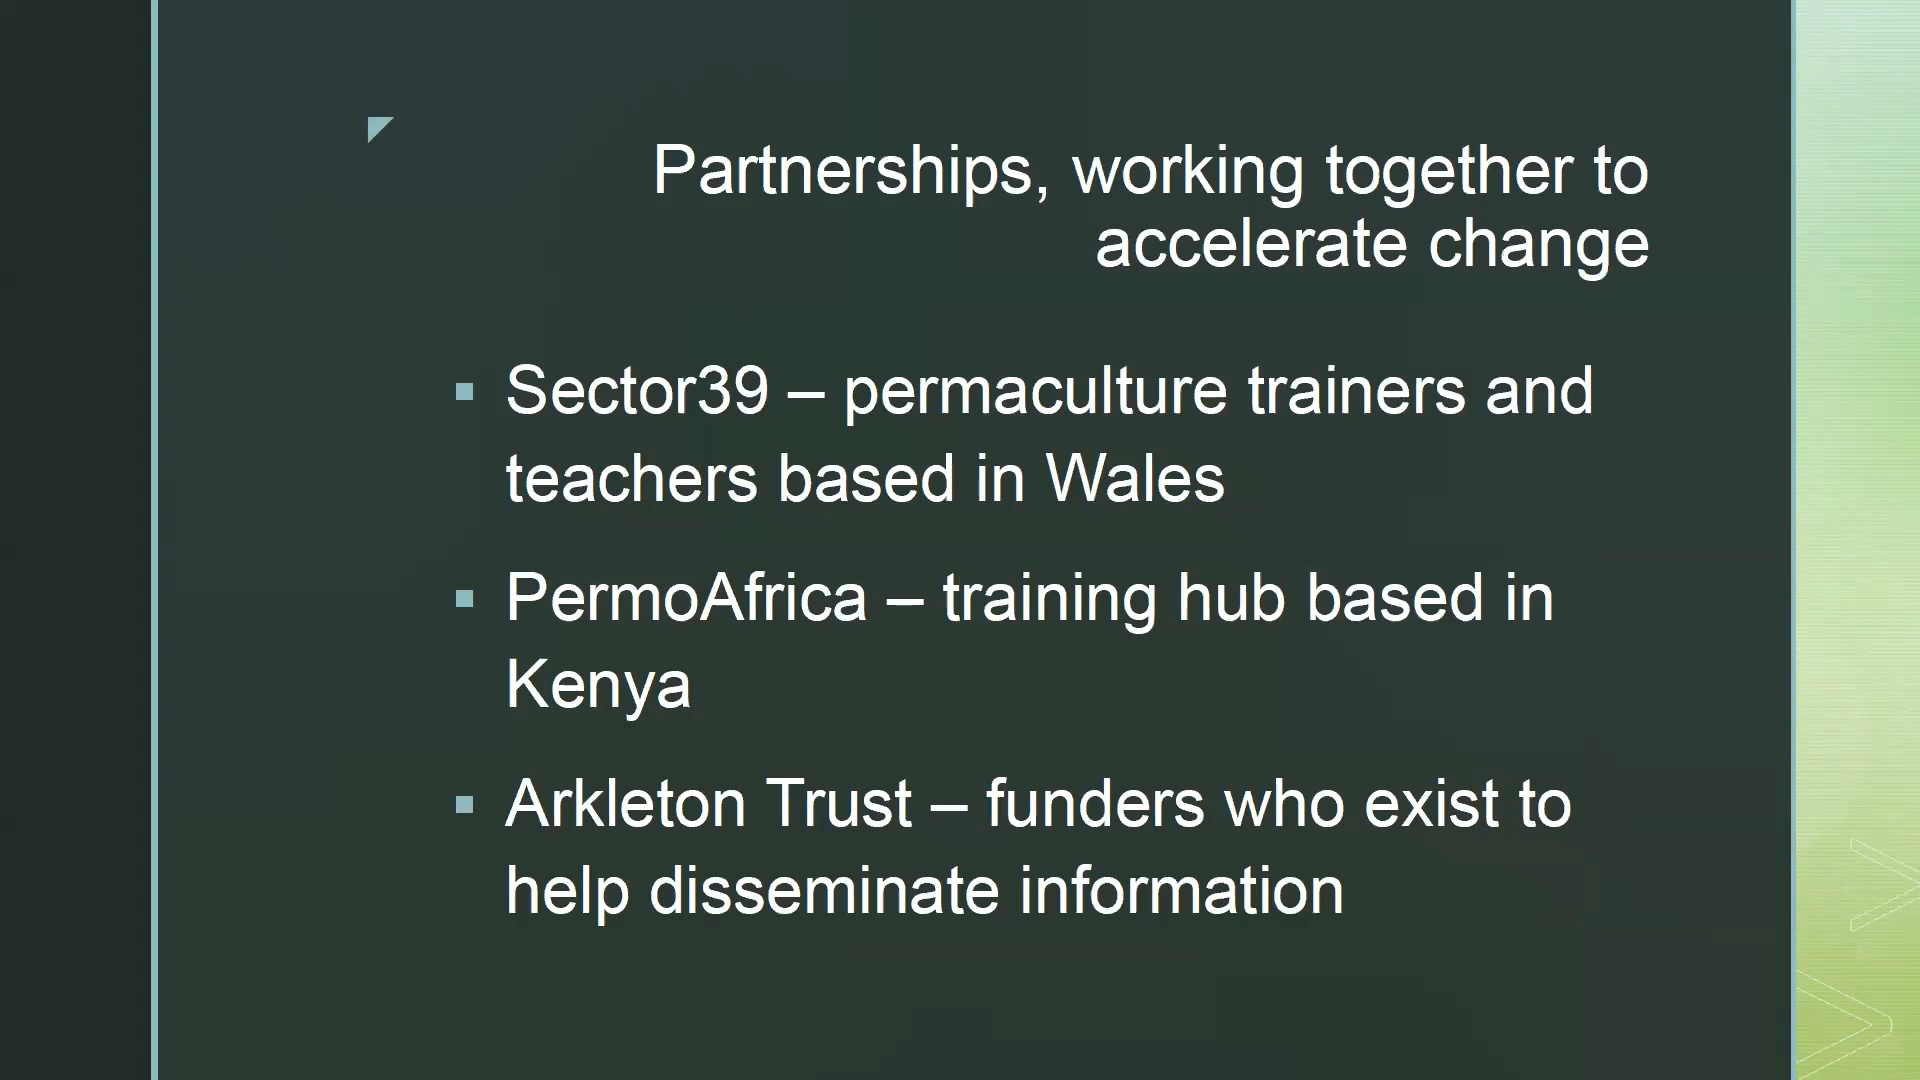 Partnerships, working together to
accelerate change
Sector39 – permaculture trainers and
teachers based in Wales
PermoAfrica – training hub based in
Kenya
Arkleton Trust – funders who exist to
help disseminate information